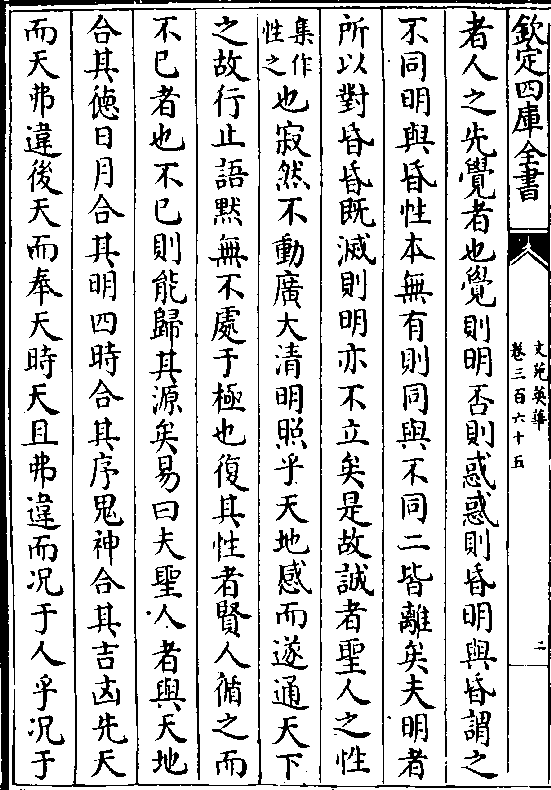 欽定四庫全書
文苑英華
卷三百六十五
二
者人之先覺者也覺則明否則惑惑則昏明與昏謂之
不同明與昏性本無有則同與不同二皆離矣夫明者
所以對昏昏既滅則明亦不立矣是故誠者聖人之性
集作
性之
也寂然不動廣大清明照乎天地感而遂通天下
之故行止語默無不處于極也復其性者賢人循之而
不已者也不已則能歸其源矣易曰夫聖人者與天地
合其德日月合其明四時合其序鬼神合其吉凶先天
而天弗違後天而奉天時天且弗違而况于人乎况于